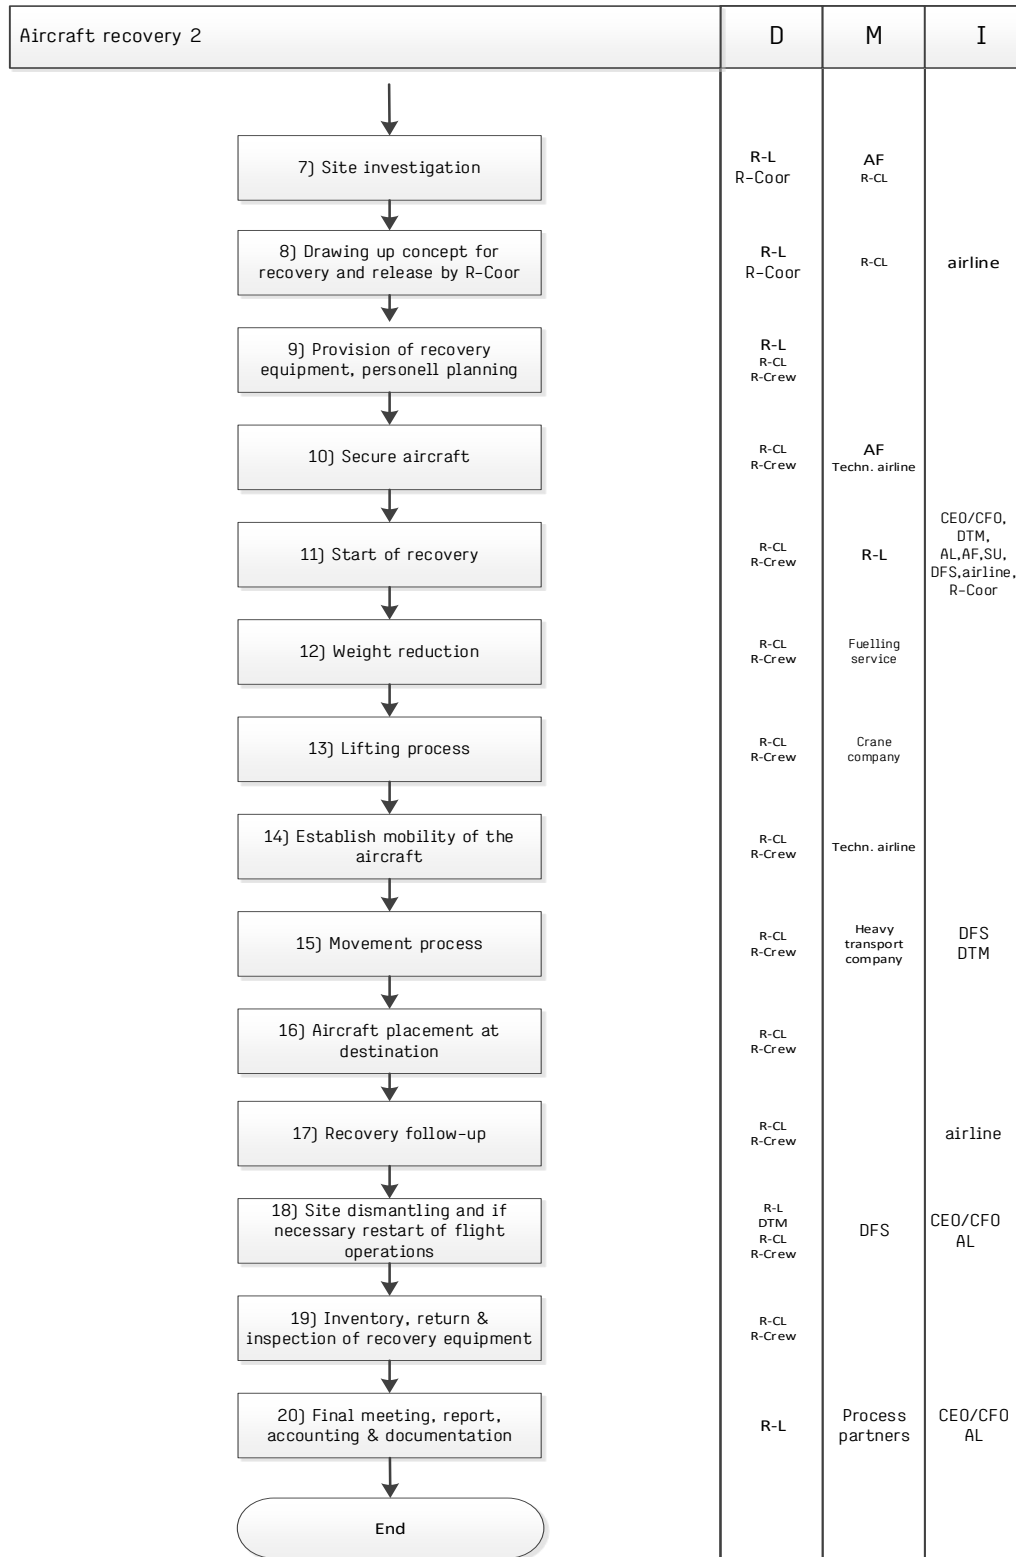 Aircraft recovery 2
D
M
I
7) Site investigation
R-L
R-Coor
AF
R-CL
8) Drawing up concept for
recovery and release by R-Coor
R-L
R-Coor
R-CL
airline
9) Provision of recovery
equipment, personell planning
R-L
R-CL
R-Crew
10) Secure aircraft
R-CL
R-Crew
AF
Techn. airline
11) Start of recovery
R-CL
R-Crew
R-L
CEO/CFO,
DTM,
AL,AF,SU,
DFS,airline,
R-Coor
12) Weight reduction
R-CL
R-Crew
Fuelling
service
13) Lifting process
R-CL
R-Crew
Crane
company
14) Establish mobility of the
aircraft
R-CL
R-Crew
Techn. airline
15) Movement process
R-CL
R-Crew
Heavy
transport
company
DFS
DTM
16) Aircraft placement at
destination
R-CL
R-Crew
17) Recovery follow-up
R-CL
R-Crew
airline
18) Site dismantling and if
necessary restart of flight
operations
R-L
DTM
R-CL
R-Crew
DFS
CEO/CFO
AL
19) Inventory, return &
inspection of recovery equipment
R-CL
R-Crew
20) Final meeting, report,
accounting & documentation
R-L
Process
partners
CEO/CFO
AL
End